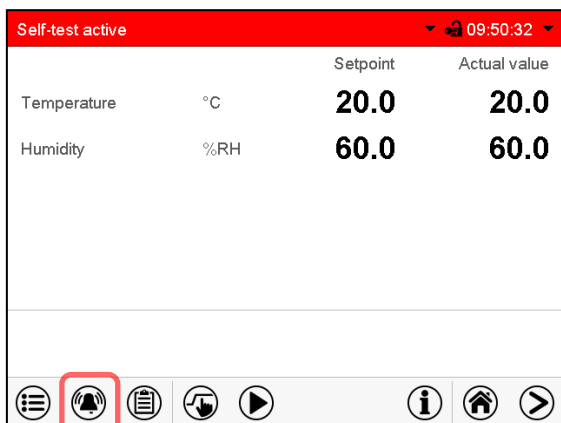 Self-test active 09:50:32
Setpoint Actual value
Temperature °C 20.0 20.0
Humidity %RH 60.0 60.0